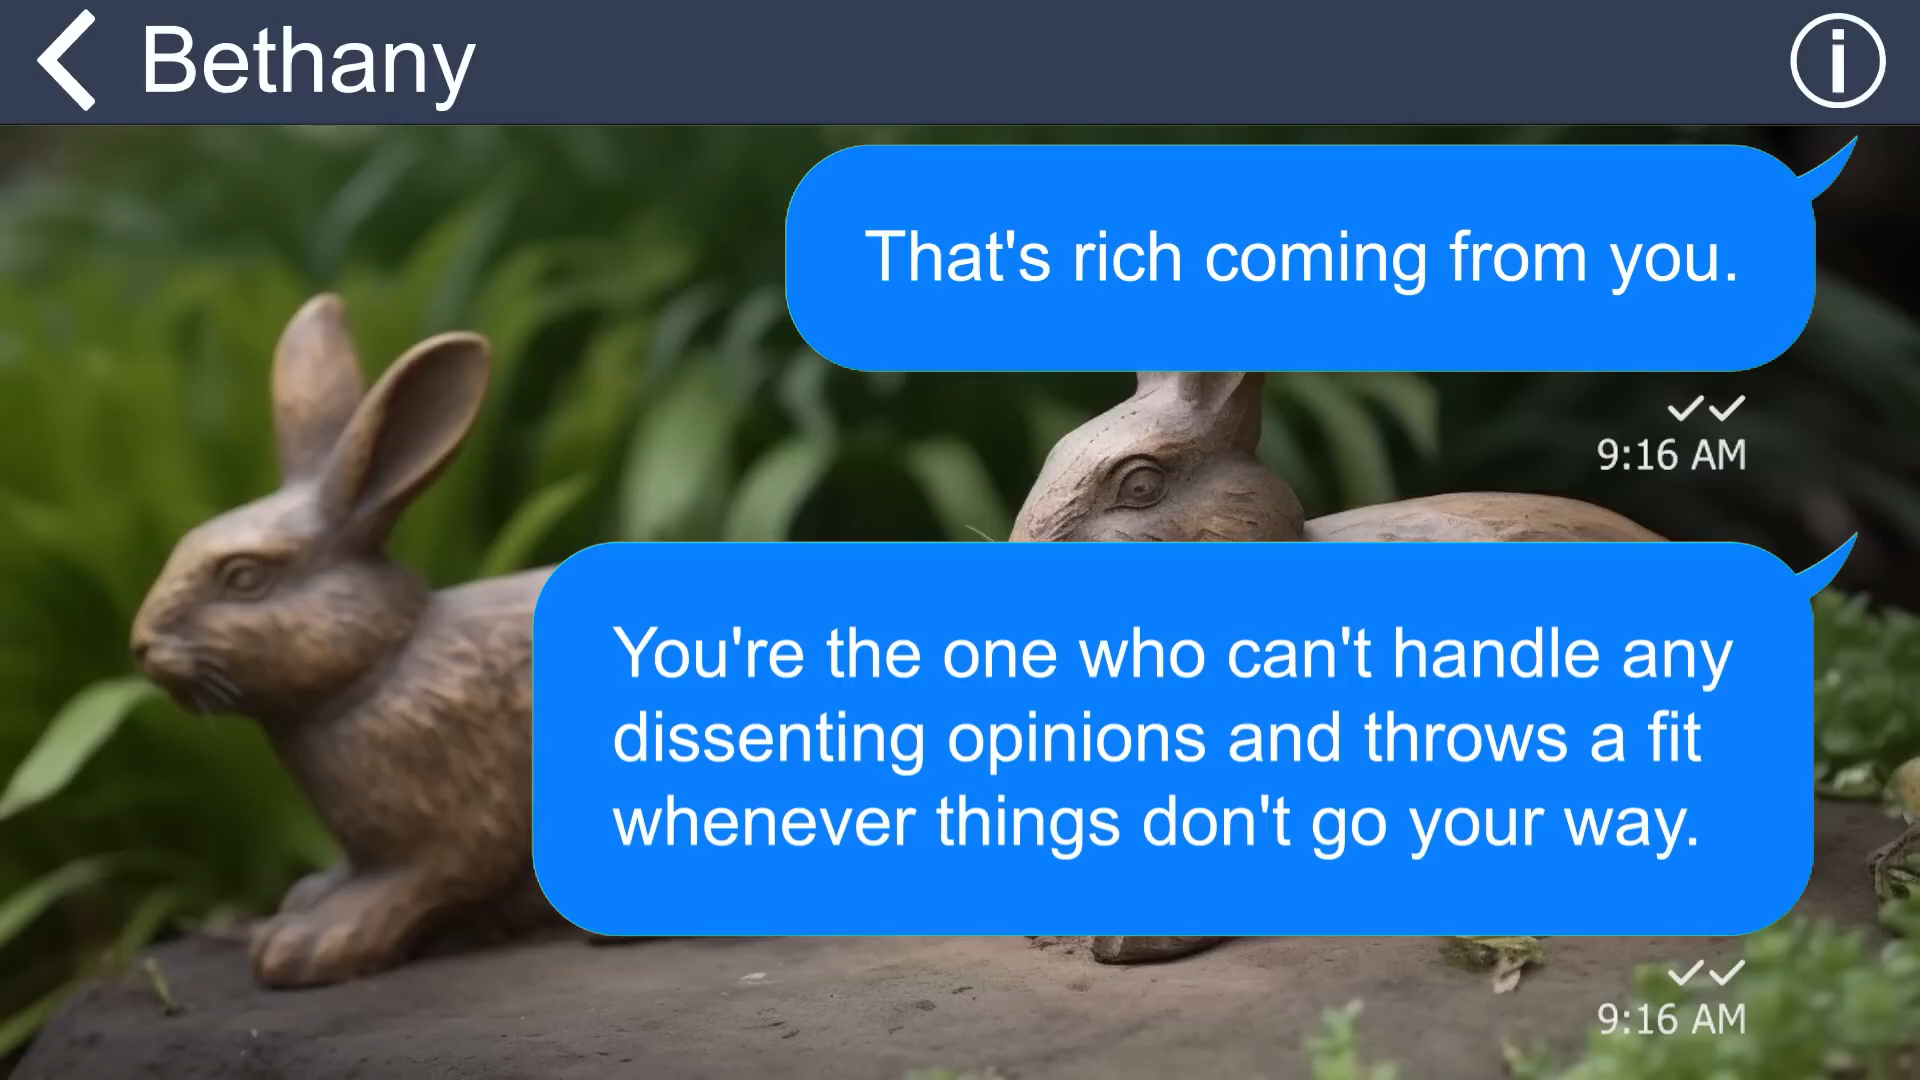 Bethany
That's rich coming from you.
9:16 AM
You're the one who can't handle any
dissenting opinions and throws a fit
whenever things don't go your way.
9:16 AM